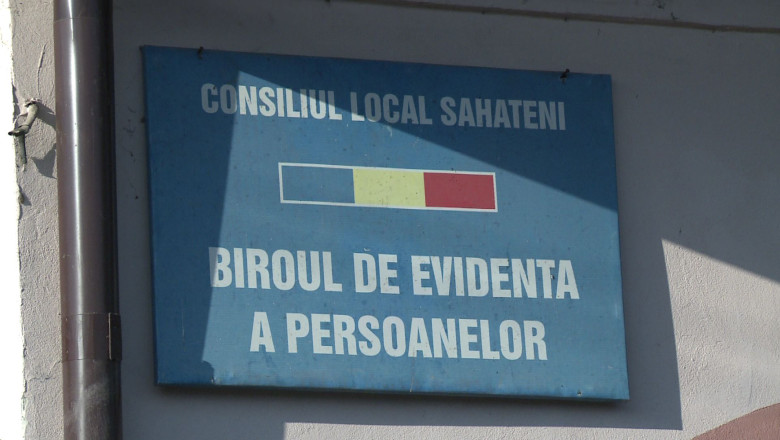 CONSILIUL LOCAL SAHATENI
BIROUL DE EVIDENTA
A PERSOANELOR